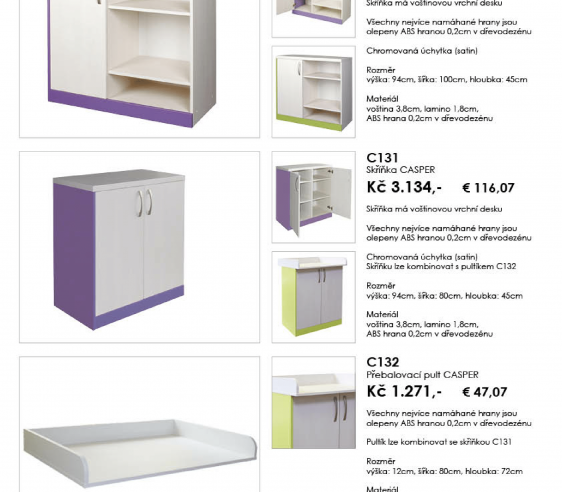 Skříňka má voštinovou vrchní desku
Všechny nejvíce namáhané hrany jsou
olepeny ABS hranou 0,2cm v dřevodezénu
Chromovaná úchytka (satin)
Rozměr
výška: 94cm, šířka: 100cm, hloubka: 45cm
Materiál
voština 3,8cm, lamino 1,8cm,
ABS hrana 0,2cm v dřevodezénu
C131
Skříňka CASPER
Kč 3.134,- € 116,07
Skříňka má voštinovou vrchní desku
Všechny nejvíce namáhané hrany jsou
olepeny ABS hranou 0,2cm v dřevodezénu
Chromovaná úchytka (satin)
Skříňku lze kombinovat s pultíkem C132
Rozměr
výška: 94cm, šířka: 80cm, hloubka: 45cm
Materiál
voština 3,8cm, lamino 1,8cm,
ABS hrana 0,2cm v dřevodezénu
C132
Přebalovací pult CASPER
Kč 1.271,- € 47,07
Všechny nejvíce namáhané hrany jsou
olepeny ABS hranou 0,2cm v dřevodezénu
Pultík lze kombinovat se skříňkou C131
Rozměr
výška: 12cm, šířka: 80cm, hloubka: 72cm
Materiál